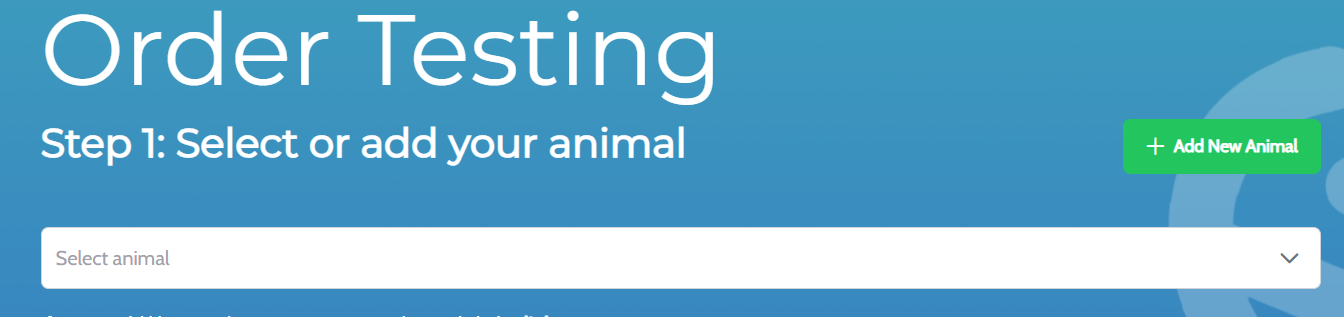 Order Testing
Step 1: Select or add your animal
Add New Animal
Select animal